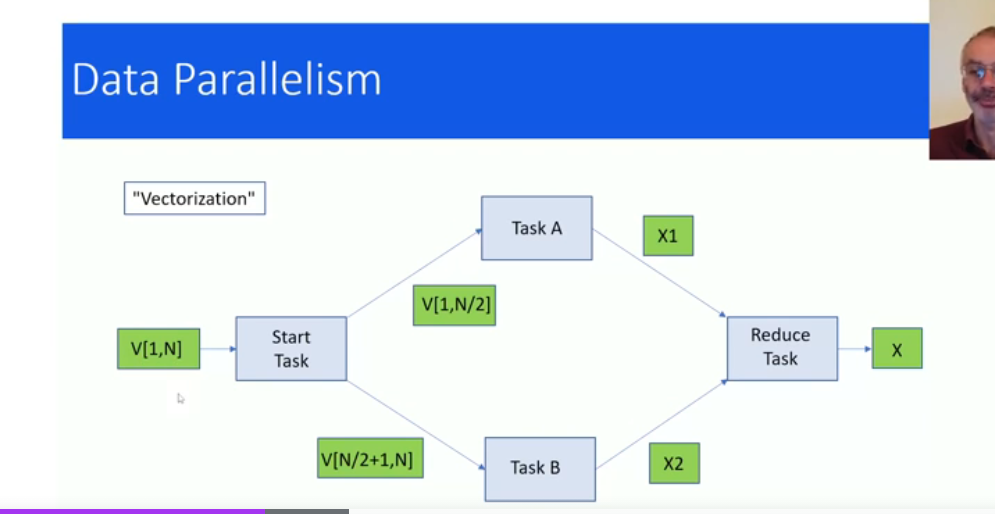 Data Parallelism
"Vectorization"
Task A
X1
V[1,N/2]
V[1,N]
Start
Task
Reduce
Task
X
V[N/2+1,N]
Task B
X2